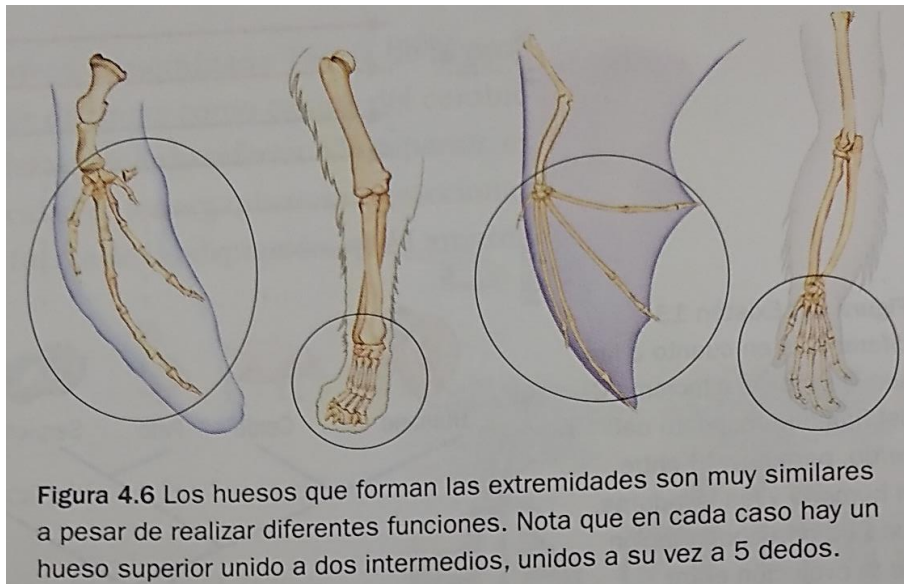 Figura 4.6 Los huesos que forman las extremidades son muy similares
a pesar de realizar diferentes funciones. Nota que en cada caso hay un
hueso superior unido a dos intermedios, unidos a su vez a 5 dedos.